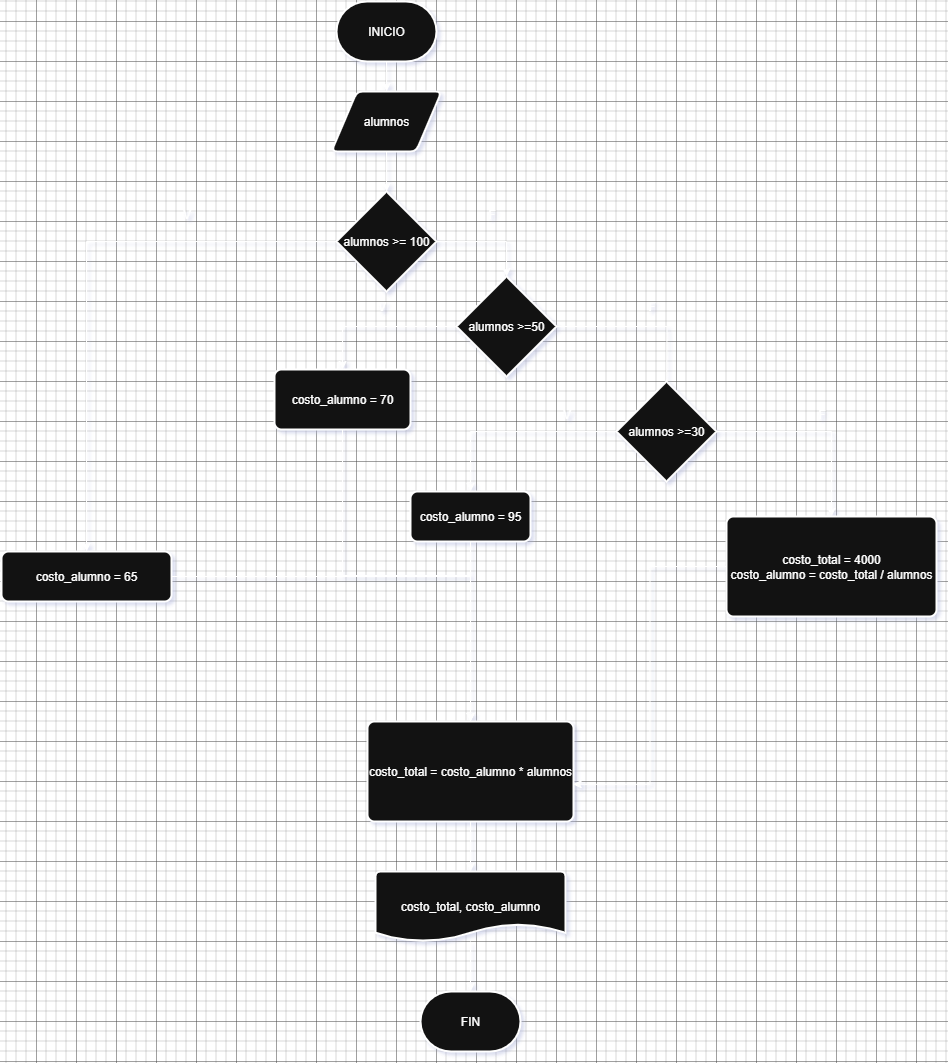 INICIO
alumnos
alumnos >= 100
alumnos >=50
costo_alumno = 70
alumnos >=30
costo_alumno = 95
costo_alumno = 65
costo_total = 4000
costo_alumno = costo_total / alumnos
costo_total = costo_alumno * alumnos
costo_total, costo_alumno
FIN